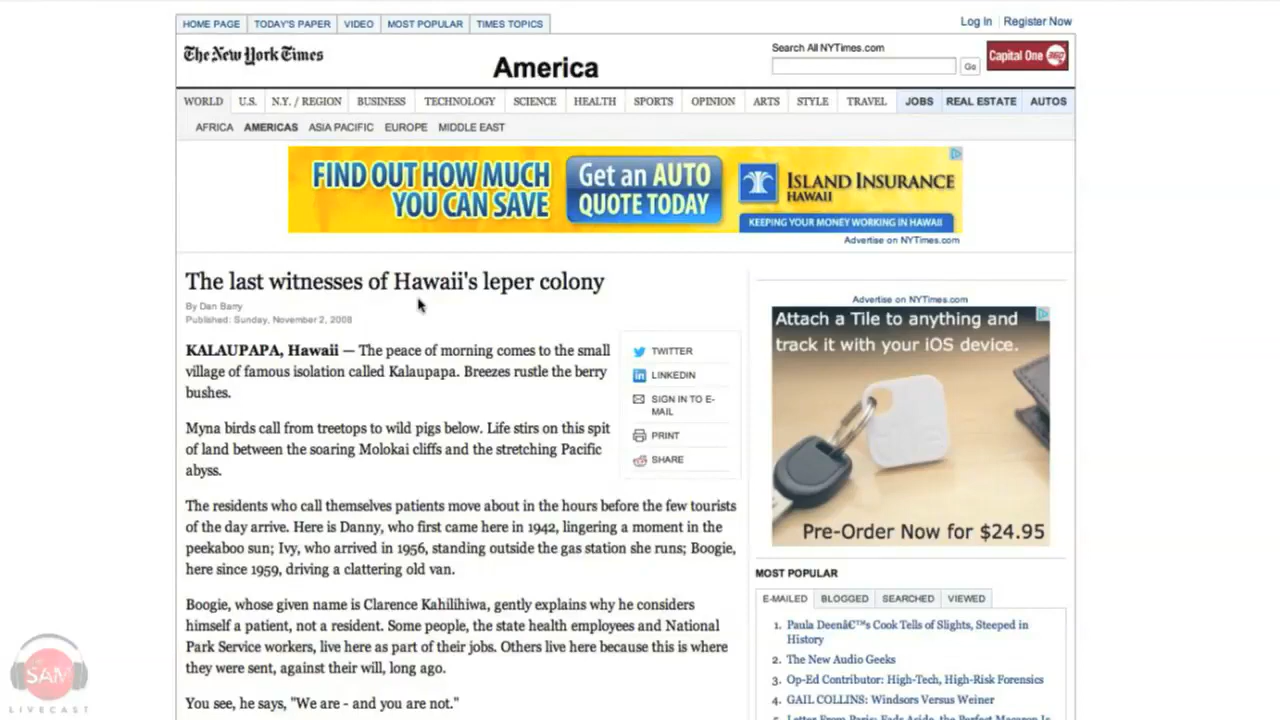 HOME PAGE TODAY'S PAPER VIDEO MOST POPULAR TIMES TOPICS
Log In Register Now
The New York Times
America
Search All NYTimes.com
Go
Capital One 360
WORLD U.S. N.Y. / REGION BUSINESS TECHNOLOGY SCIENCE HEALTH SPORTS OPINION ARTS STYLE TRAVEL JOBS REAL ESTATE AUTOS
AFRICA AMERICAS ASIA PACIFIC EUROPE MIDDLE EAST
FIND OUT HOW MUCH
YOU CAN SAVE
Get an AUTO
QUOTE TODAY
ISLAND INSURANCE
HAWAII
KEEPING YOUR MONEY WORKING IN HAWAII
Advertise on NYTimes.com
The last witnesses of Hawaii's leper colony
By Dan Barry
Published: Sunday, November 2, 2008
KALAUPAPA, Hawaii — The peace of morning comes to the small
village of famous isolation called Kalaupapa. Breezes rustle the berry
bushes.
Myna birds call from treetops to wild pigs below. Life stirs on this spit
of land between the soaring Molokai cliffs and the stretching Pacific
abyss.
TWITTER
LINKEDIN
SIGN IN TO E-
MAIL
PRINT
SHARE
The residents who call themselves patients move about in the hours before the few tourists
of the day arrive. Here is Danny, who first came here in 1942, lingering a moment in the
peekaboo sun; Ivy, who arrived in 1956, standing outside the gas station she runs; Boogie,
here since 1959, driving a clattering old van.
Boogie, whose given name is Clarence Kahilihiwa, gently explains why he considers
himself a patient, not a resident. Some people, the state health employees and National
Park Service workers, live here as part of their jobs. Others live here because this is where
they were sent, against their will, long ago.
You see, he says, "We are - and you are not."
Advertise on NYTimes.com
Attach a Tile to anything and
track it with your iOS device.
Pre-Order Now for $24.95
MOST POPULAR
E-MAILED BLOGGED SEARCHED VIEWED
1. Paula Deenâ€™s Cook Tells of Slights, Steeped in
History
2. The New Audio Geeks
3. Op-Ed Contributor: High-Tech, High-Risk Forensics
4. GAIL COLLINS: Windsors Versus Weiner
5. Letter From Paris: Fads Aside, the Perfect Macaron Is
SAM
LIVECAST